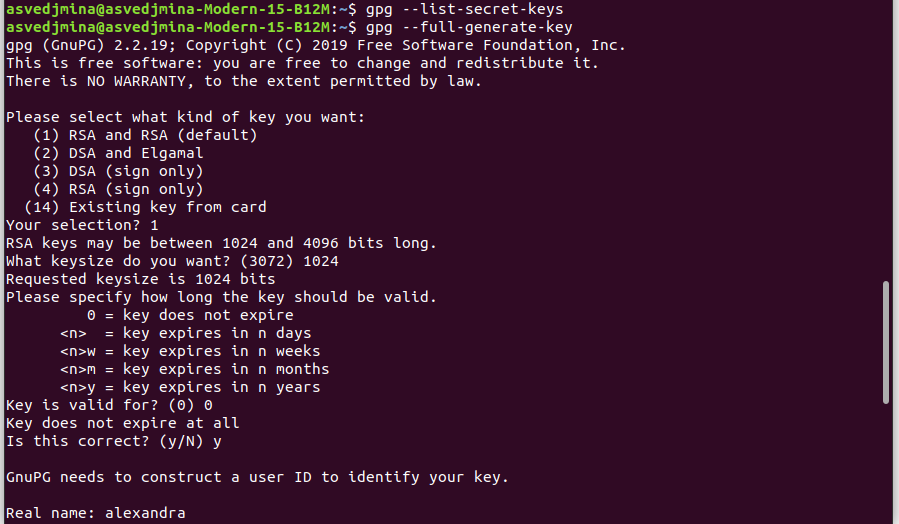 asvedjmina@asvedjmina-Modern-15-B12M:~$ gpg --list-secret-keys
asvedjmina@asvedjmina-Modern-15-B12M:~$ gpg --full-generate-key
gpg (GnuPG) 2.2.19; Copyright (C) 2019 Free Software Foundation, Inc.
This is free software: you are free to change and redistribute it.
There is NO WARRANTY, to the extent permitted by law.

Please select what kind of key you want:
   (1) RSA and RSA (default)
   (2) DSA and Elgamal
   (3) DSA (sign only)
   (4) RSA (sign only)
  (14) Existing key from card
Your selection? 1
RSA keys may be between 1024 and 4096 bits long.
What keysize do you want? (3072) 1024
Requested keysize is 1024 bits
Please specify how long the key should be valid.
         0 = key does not expire
      <n>  = key expires in n days
      <n>w = key expires in n weeks
      <n>m = key expires in n months
      <n>y = key expires in n years
Key is valid for? (0) 0
Key does not expire at all
Is this correct? (y/N) y

GnuPG needs to construct a user ID to identify your key.

Real name: alexandra